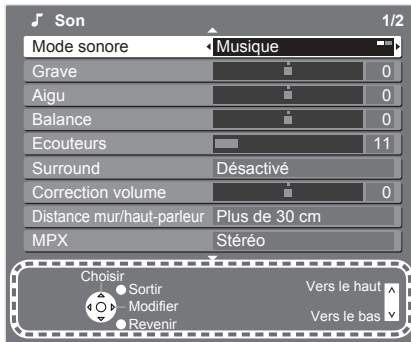 Son 1/2
Mode sonore Musique
Grave 0
Aigu 0
Balance 0
Ecouteurs 11
Surround Désactivé
Correction volume 0
Distance mur/haut-parleur Plus de 30 cm
MPX Stéréo
Choisir
Sortir
Modifier
Revenir
Vers le haut
Vers le bas